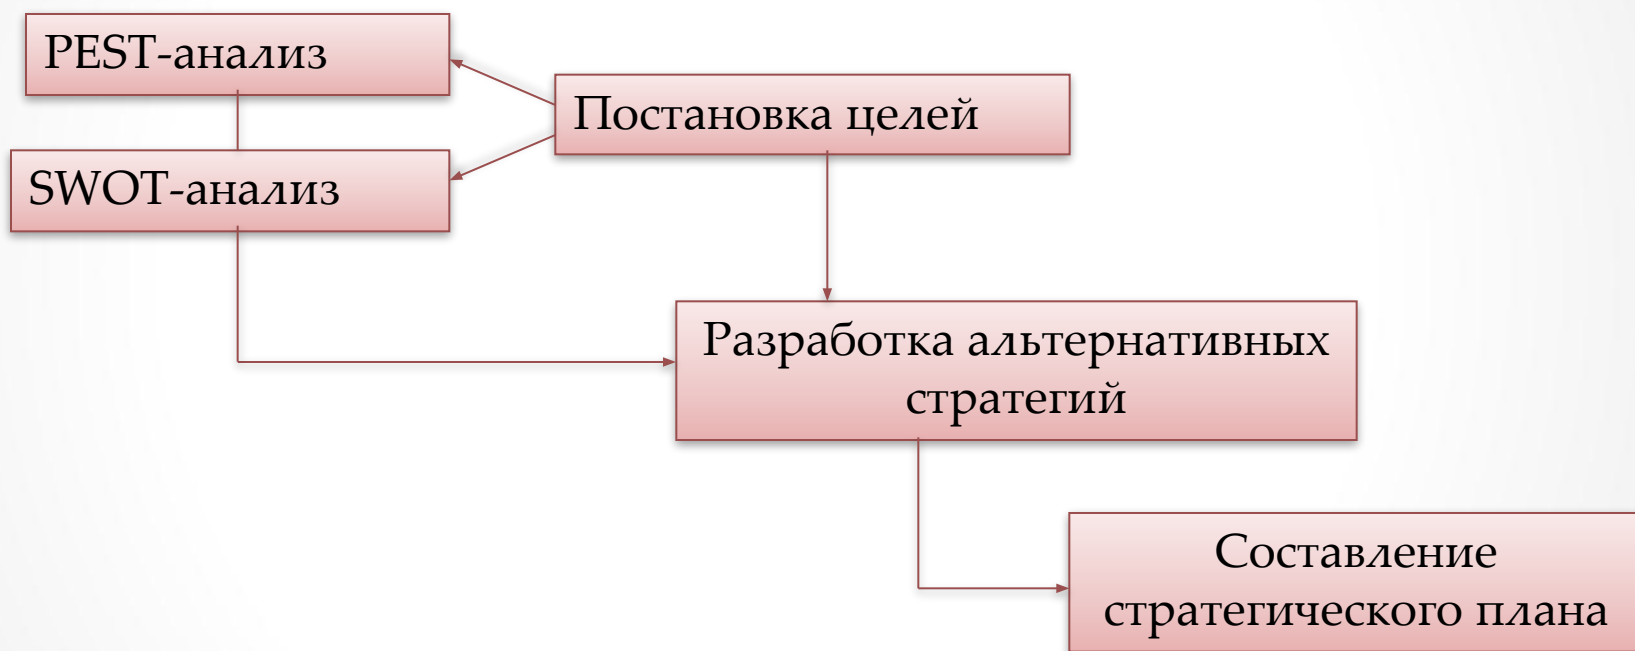 PEST-анализ
Постановка целей
SWOT-анализ
Разработка альтернативных
стратегий
Составление
стратегического плана